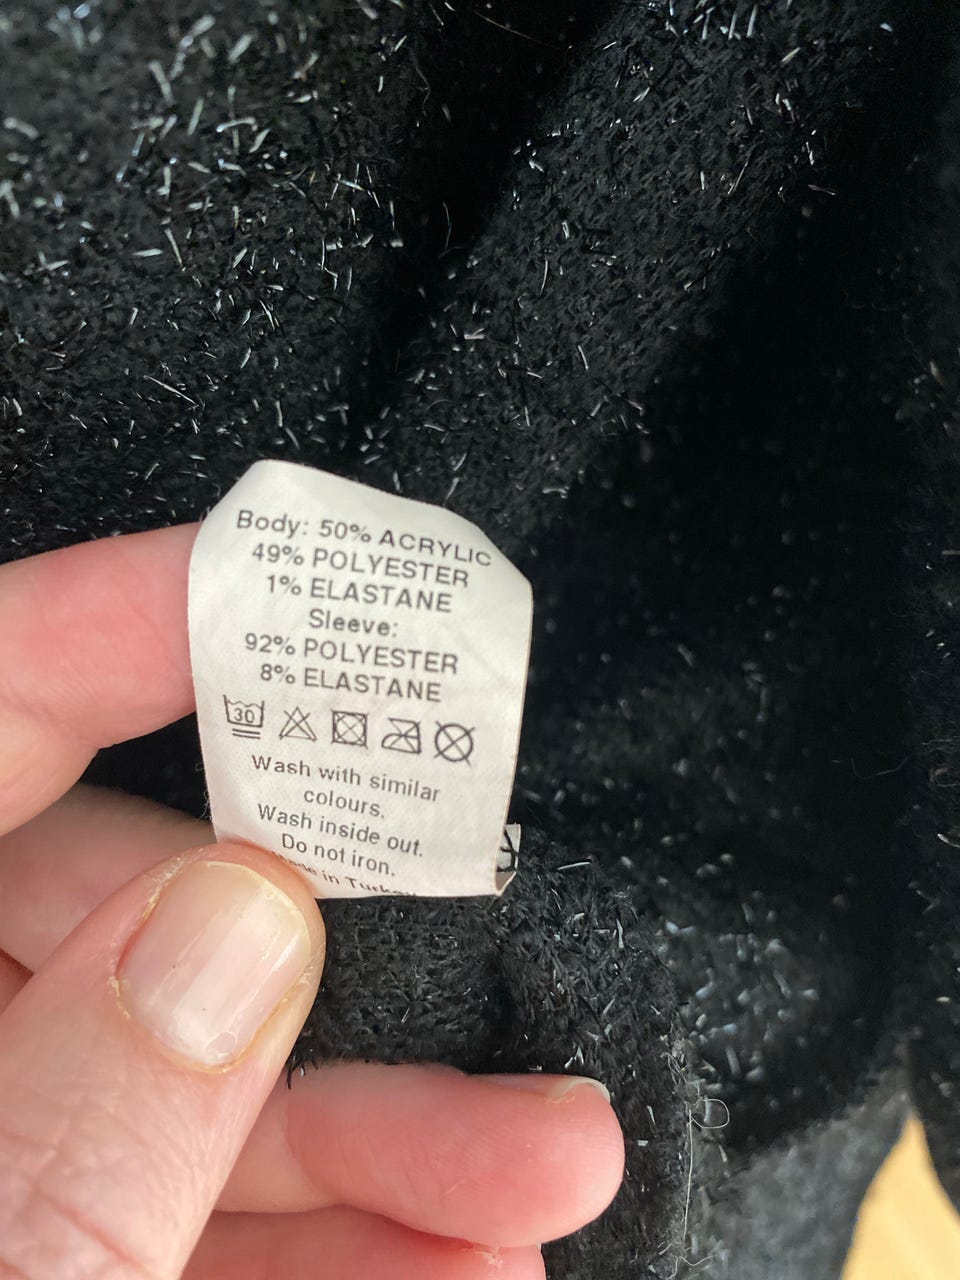 Body: 50% ACRYLIC
49% POLYESTER
1% ELASTANE
Sleeve:
92% POLYESTER
8% ELASTANE
30
Wash with similar
colours.
Wash inside out.
Do not iron.
in